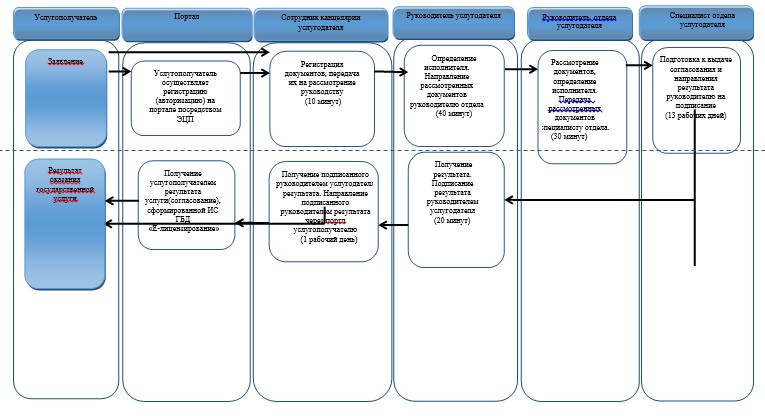 Услугополучатель
Портал
Сотрудник канцелярии
услугодателя
Руководитель услугодателя
Руководитель отдела
услугодателя
Специалист отдела
услугодателя
Заявление
Услугополучатель
осуществляет
регистрацию
(авторизацию) на
портале посредством
ЭЦП
Регистрация
документов, передача
их на рассмотрение
руководству
(10 минут)
Определение
исполнителя.
Направление
рассмотренных
документов
руководителю отдела
(40 минут)
Рассмотрение
документов,
определение
исполнителя.
Передача
рассмотренных
документов
специалисту отдела.
(30 минут)
Подготовка к выдаче
согласования и
направления
результата
руководителю на
подписание
(13 рабочих дней)
Результат
оказания
государственной
услуги
Получение
услугополучателем
результата
услуги(согласование),
сформированной ИС
ГБД
«Е-лицензирование»
Получение подписанного
руководителем услугодателя
результата. Направление
подписанного
руководителем результата
через портл
услугополучателю
(1 рабочий день)
Получение
результата.
Подписание
результата
руководителем
услугодателя
(20 минут)